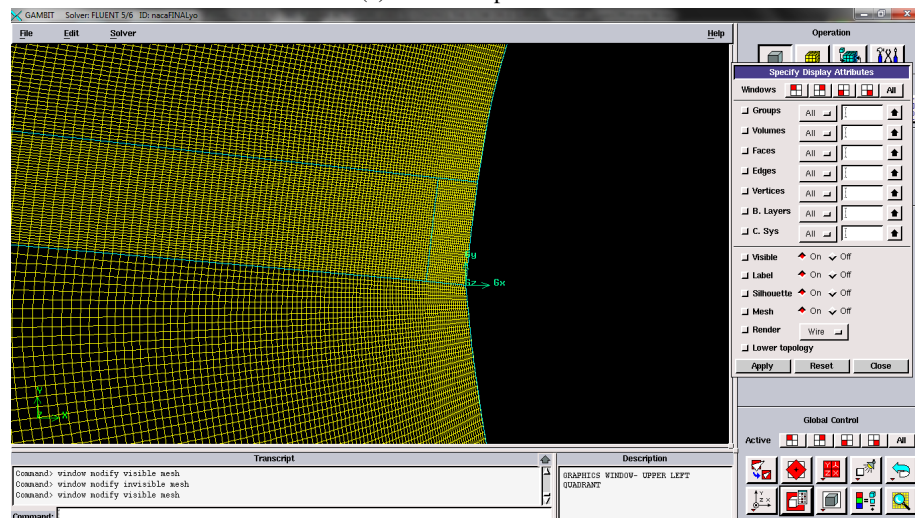 GAMBIT Solver: FLUENT 5/6 ID: nacaFINALyo
File Edit Solver Help
Operation
Specify Display Attributes
Windows All
Groups All
Volumes All
Faces All
Edges All
Vertices All
B. Layers All
C. Sys All
Visible On Off
Label On Off
Silhouette On Off
Mesh On Off
Render Wire
Lower topology
Apply Reset Close
Gy
Gz Gx
Y
Z X
Global Control
Active All
Transcript
Command> window modify visible mesh
Command> window modify invisible mesh
Command> window modify visible mesh
Command:
Description
GRAPHICS WINDOW- UPPER LEFT
QUADRANT